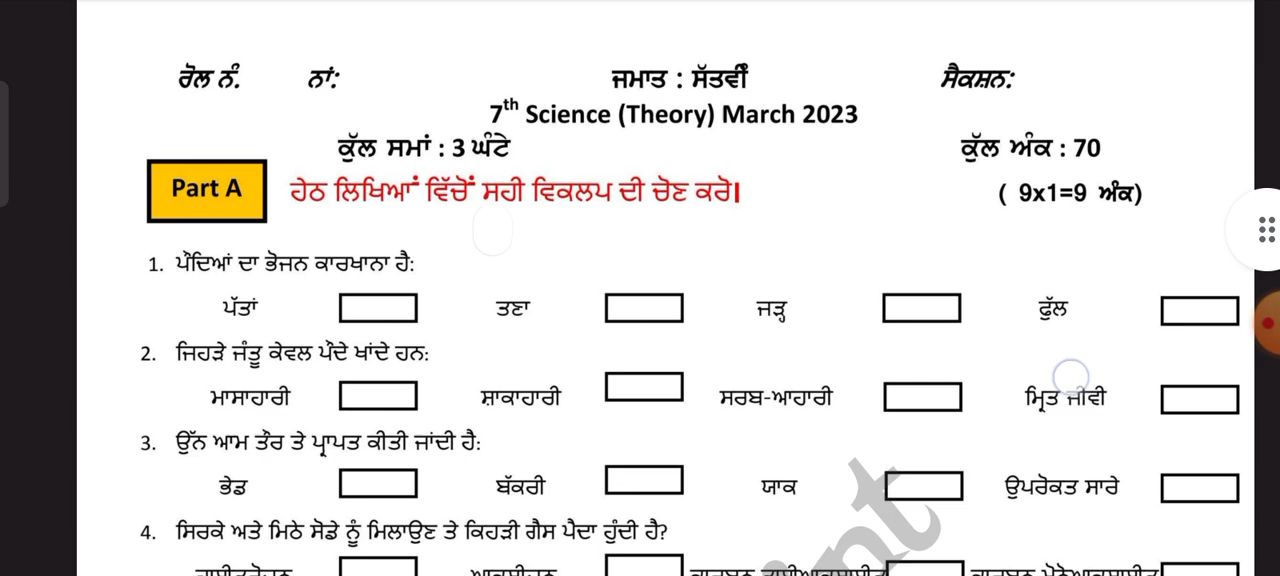 ਰੋਲ ਨੰ. ਨਾਂ: ਜਮਾਤ : ਸੱਤਵੀਂ ਸੈਕਸ਼ਨ:
7th Science (Theory) March 2023
ਕੁੱਲ ਸਮਾਂ : 3 ਘੰਟੇ ਕੁੱਲ ਅੰਕ : 70
Part A ਹੇਠ ਲਿਖਿਆਂ ਵਿੱਚੋਂ ਸਹੀ ਵਿਕਲਪ ਦੀ ਚੋਣ ਕਰੋ। ( 9x1=9 ਅੰਕ)
1. ਪੌਦਿਆਂ ਦਾ ਭੋਜਨ ਕਾਰਖਾਨਾ ਹੈ:
ਪੱਤਾਂ ਤਣਾ ਜੜ੍ਹ ਫੁੱਲ
2. ਜਿਹੜੇ ਜੰਤੂ ਕੇਵਲ ਪੌਦੇ ਖਾਂਦੇ ਹਨ:
ਮਾਸਾਹਾਰੀ ਸ਼ਾਕਾਹਾਰੀ ਸਰਬ-ਆਹਾਰੀ ਮ੍ਰਿਤ ਜੀਵੀ
3. ਉੱਨ ਆਮ ਤੌਰ ਤੇ ਪ੍ਰਾਪਤ ਕੀਤੀ ਜਾਂਦੀ ਹੈ:
ਭੇਡ ਬੱਕਰੀ ਯਾਕ ਉਪਰੋਕਤ ਸਾਰੇ
4. ਸਿਰਕੇ ਅਤੇ ਮਿਠੇ ਸੋਡੇ ਨੂੰ ਮਿਲਾਉਣ ਤੇ ਕਿਹੜੀ ਗੈਸ ਪੈਦਾ ਹੁੰਦੀ ਹੈ?